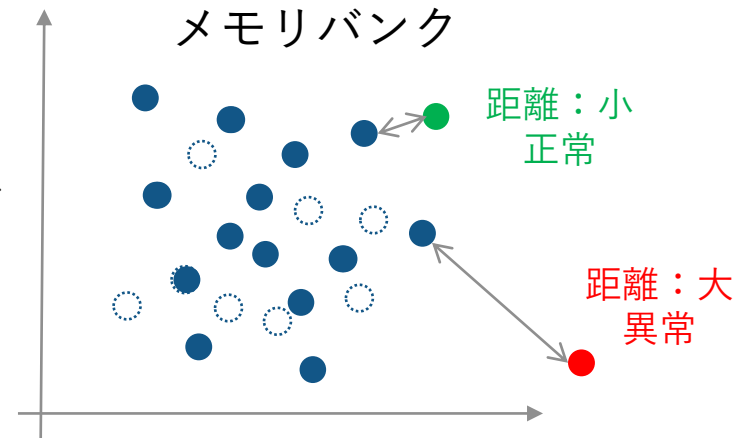 メモリバンク
距離：小
正常
距離：大
異常